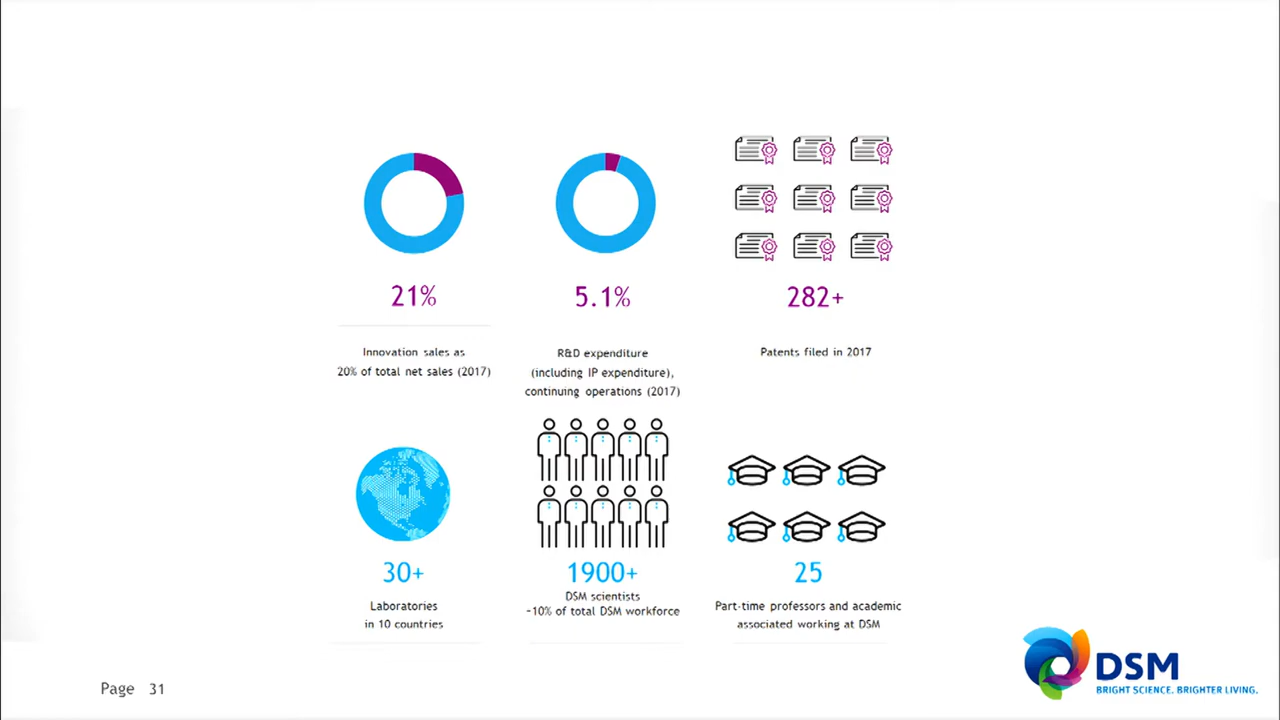 21%
Innovation sales as
20% of total net sales (2017)
5.1%
R&D expenditure
(including IP expenditure),
continuing operations (2017)
282+
Patents filed in 2017
30+
Laboratories
in 10 countries
1900+
DSM scientists
~10% of total DSM workforce
25
Part-time professors and academic
associated working at DSM
Page 31
DSM
BRIGHT SCIENCE. BRIGHTER LIVING.